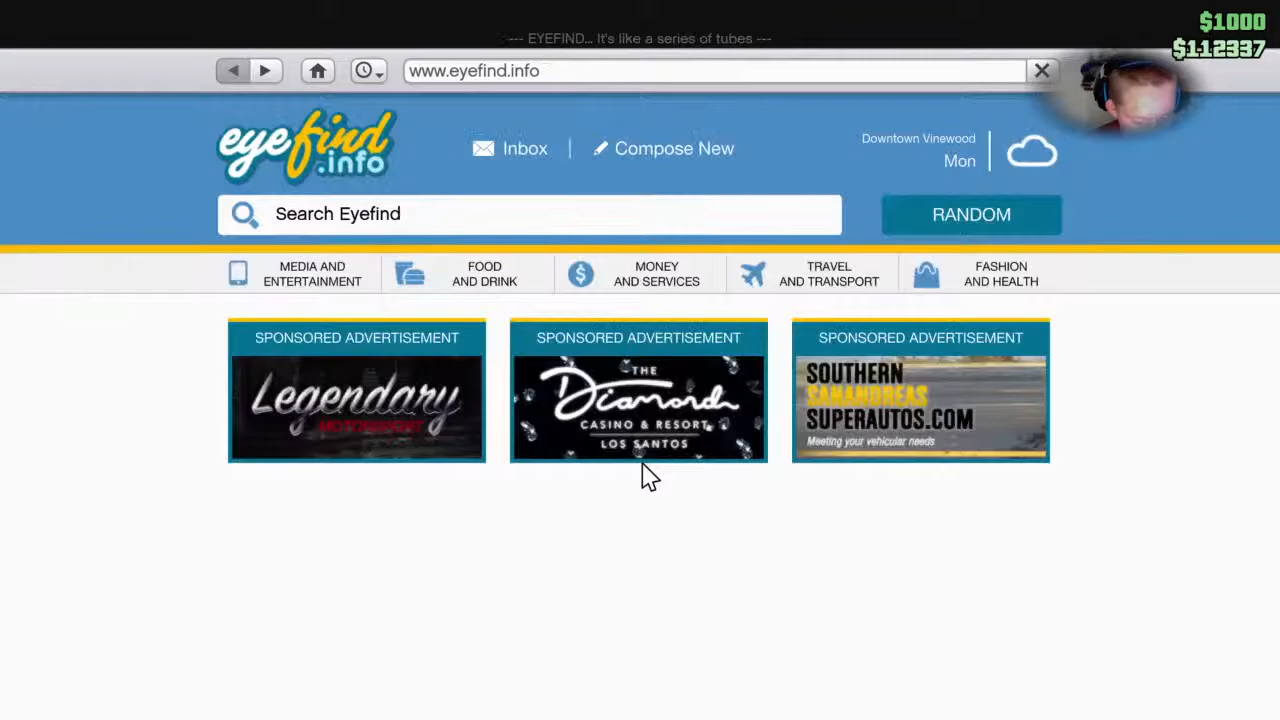 $1000
--- EYEFIND... It's like a series of tubes ---
$112337
www.eyefind.info
eyefind
.info
Inbox
Compose New
Downtown Vinewood
Mon
Search Eyefind
RANDOM
MEDIA AND
ENTERTAINMENT
FOOD
AND DRINK
MONEY
AND SERVICES
TRAVEL
AND TRANSPORT
FASHION
AND HEALTH
SPONSORED ADVERTISEMENT
Legendary
MOTORSPORT
SPONSORED ADVERTISEMENT
THE
Diamond
CASINO & RESORT
LOS SANTOS
SPONSORED ADVERTISEMENT
SOUTHERN
SANANDREAS
SUPERAUTOS.COM
Meeting your vehicular needs